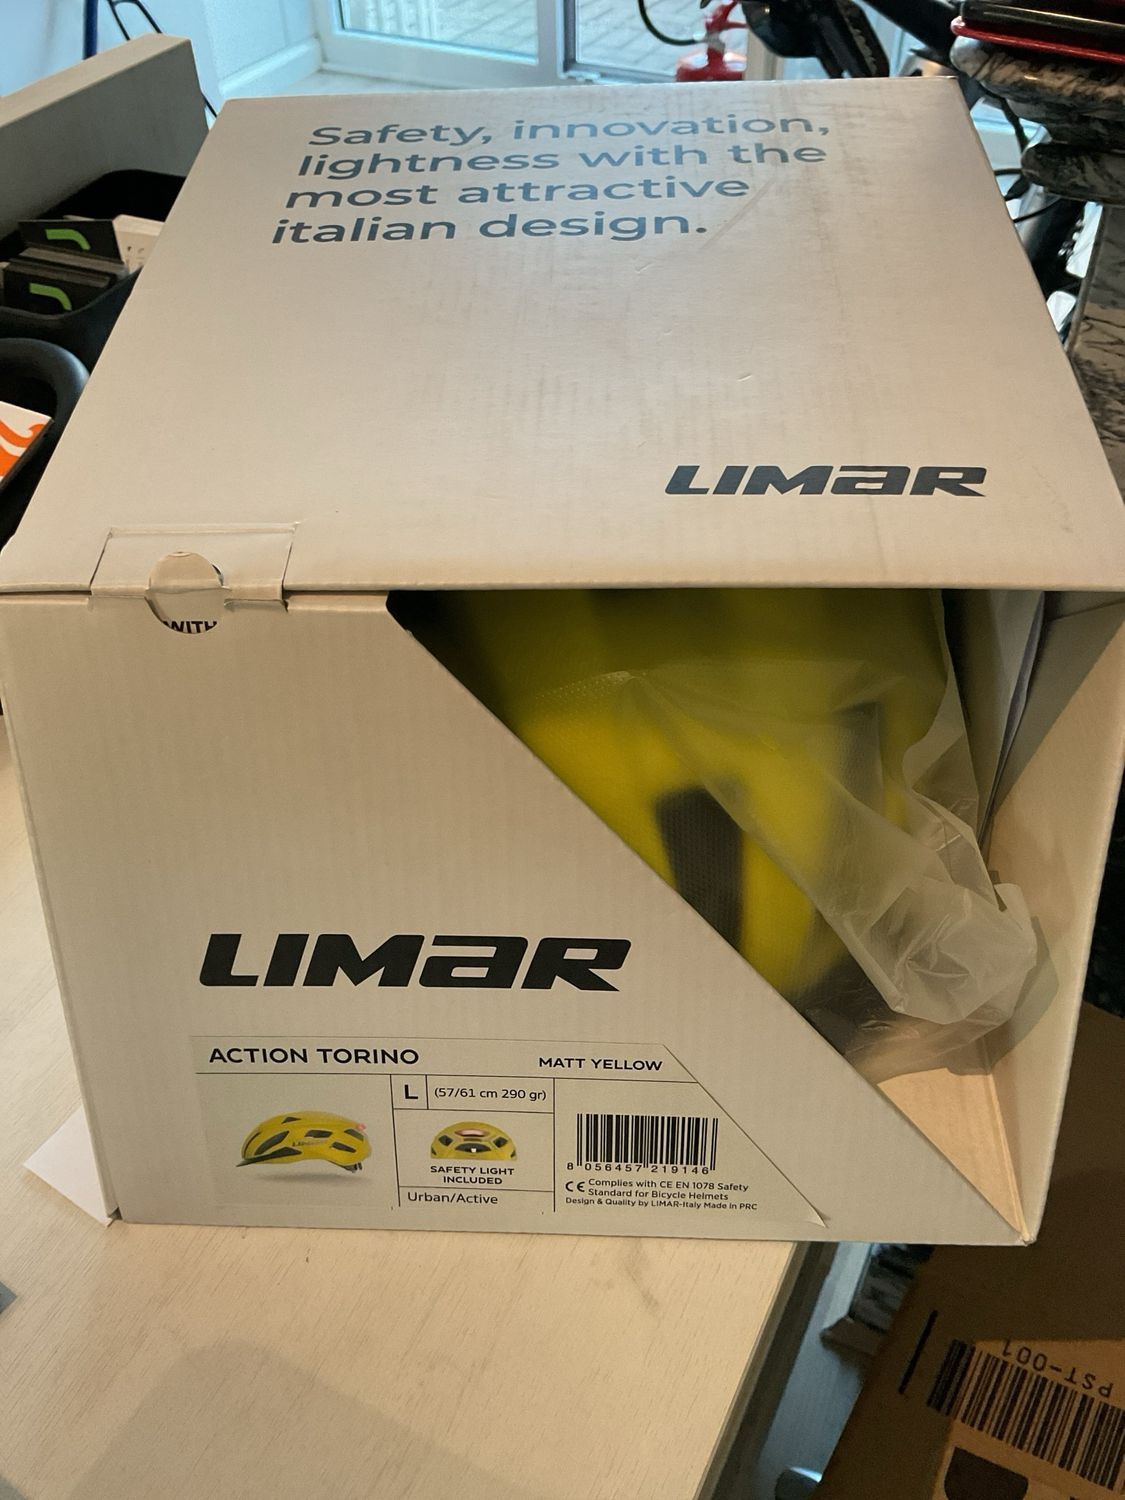 Safety, innovation,
lightness with the
most attractive
italian design.
LIMAR
WITH
LIMAR
ACTION TORINO
MATT YELLOW
L
(57/61 cm 290 gr)
SAFETY LIGHT
INCLUDED
Urban/Active
8 056457 219146
CE Complies with CE EN 1078 Safety
Standard for Bicycle Helmets
Design & Quality by LIMAR-Italy Made in PRC
PST-001